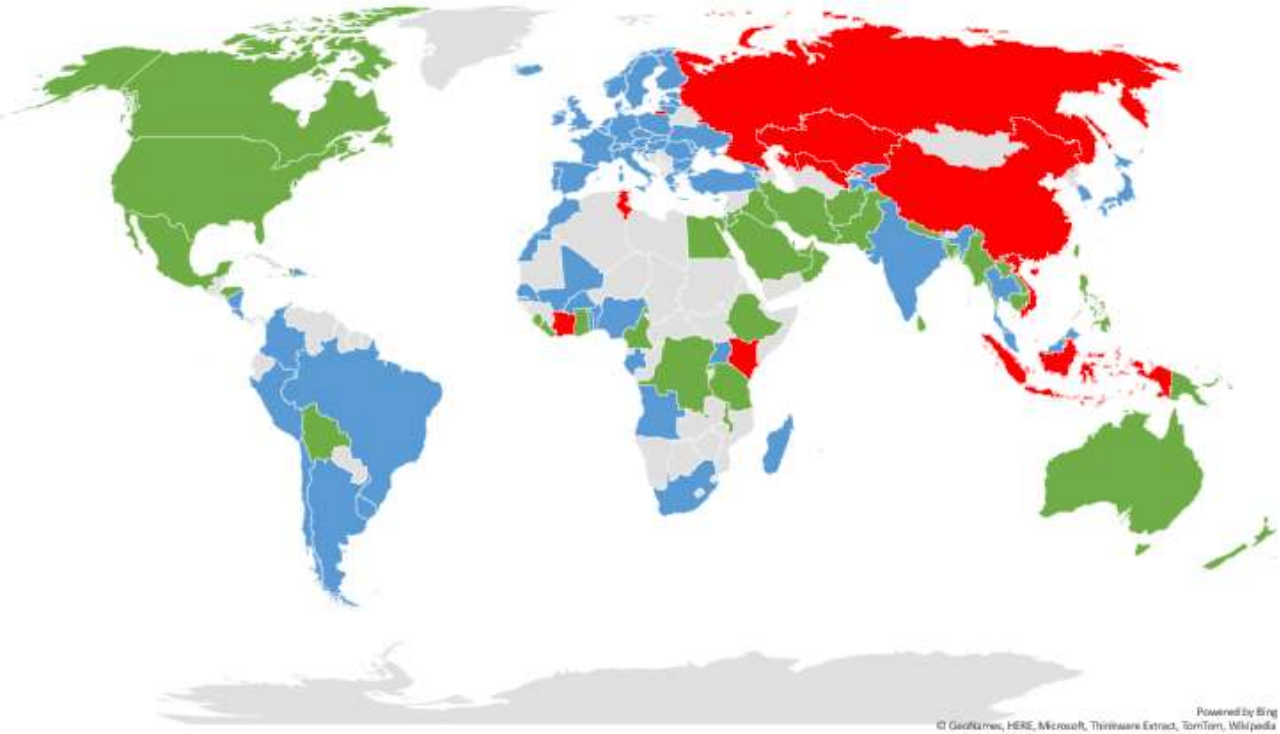 Powered by Bing
© GeoNames, HERE, Microsoft, Thinkware Extract, TomTom, Wikipedia